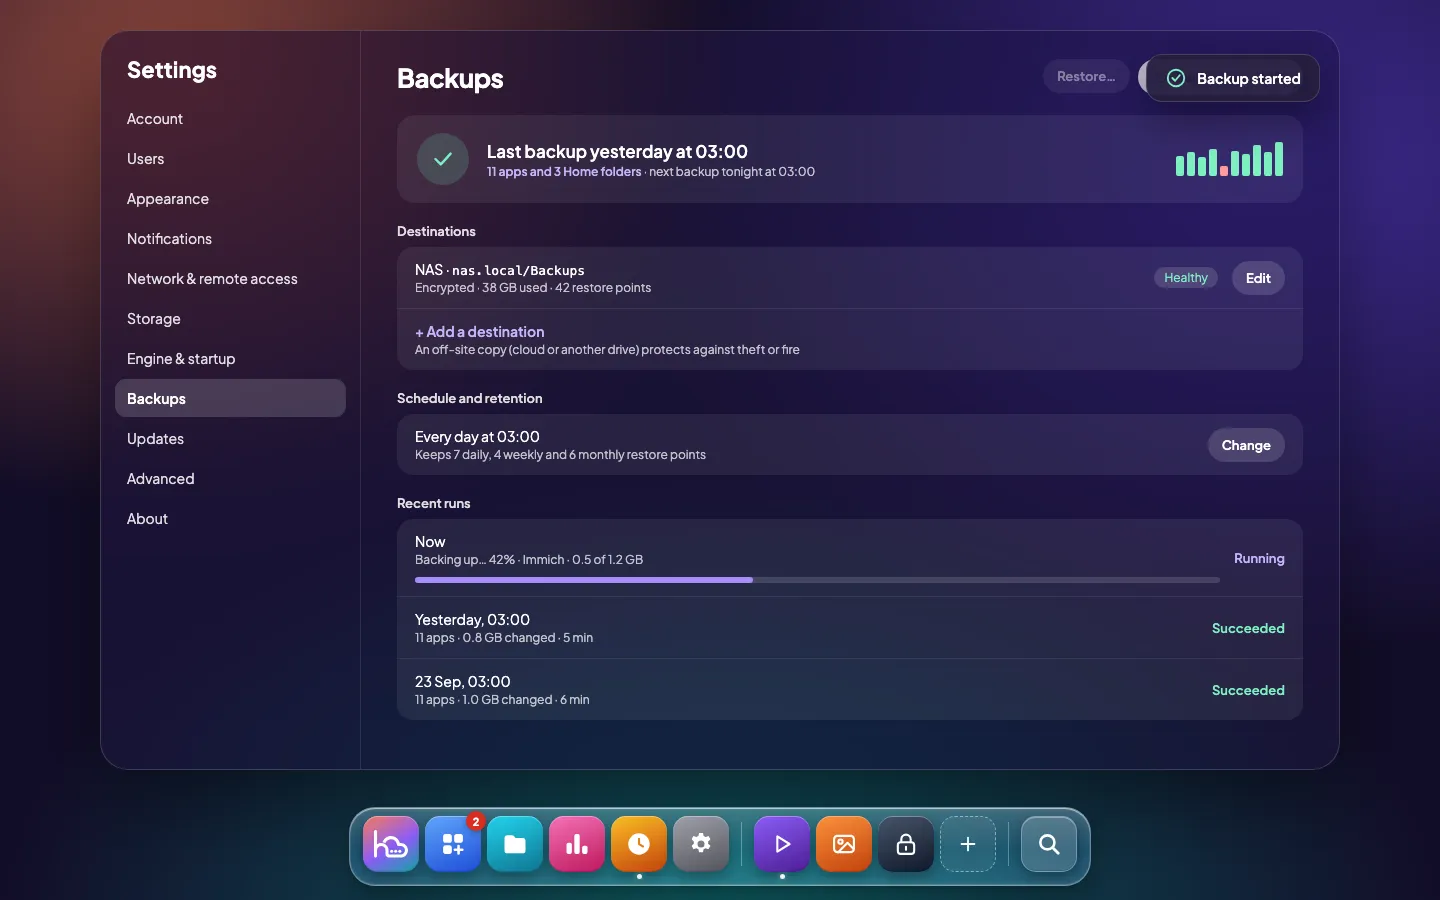 Settings
Account
Users
Appearance
Notifications
Network & remote access
Storage
Engine & startup
Backups
Updates
Advanced
About
Backups
Restore…
Backup started
Last backup yesterday at 03:00
11 apps and 3 Home folders · next backup tonight at 03:00
Destinations
NAS · nas.local/Backups
Encrypted · 38 GB used · 42 restore points
Healthy
Edit
+ Add a destination
An off-site copy (cloud or another drive) protects against theft or fire
Schedule and retention
Every day at 03:00
Keeps 7 daily, 4 weekly and 6 monthly restore points
Change
Recent runs
Now
Backing up… 42% · Immich · 0.5 of 1.2 GB
Running
Yesterday, 03:00
11 apps · 0.8 GB changed · 5 min
Succeeded
23 Sep, 03:00
11 apps · 1.0 GB changed · 6 min
Succeeded
2